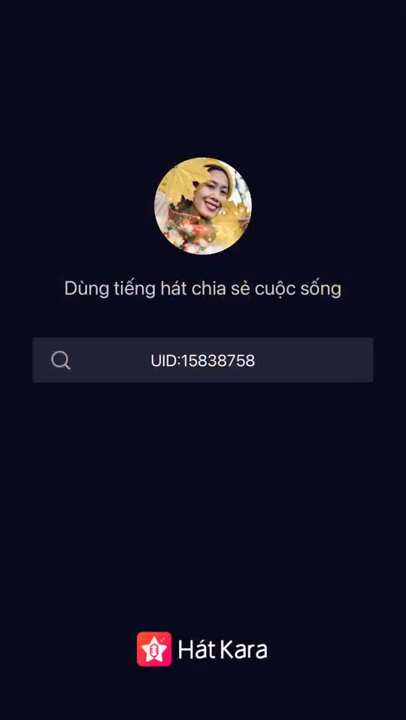 Dùng tiếng hát chia sẻ cuộc sống
UID:15838758
Hát Kara